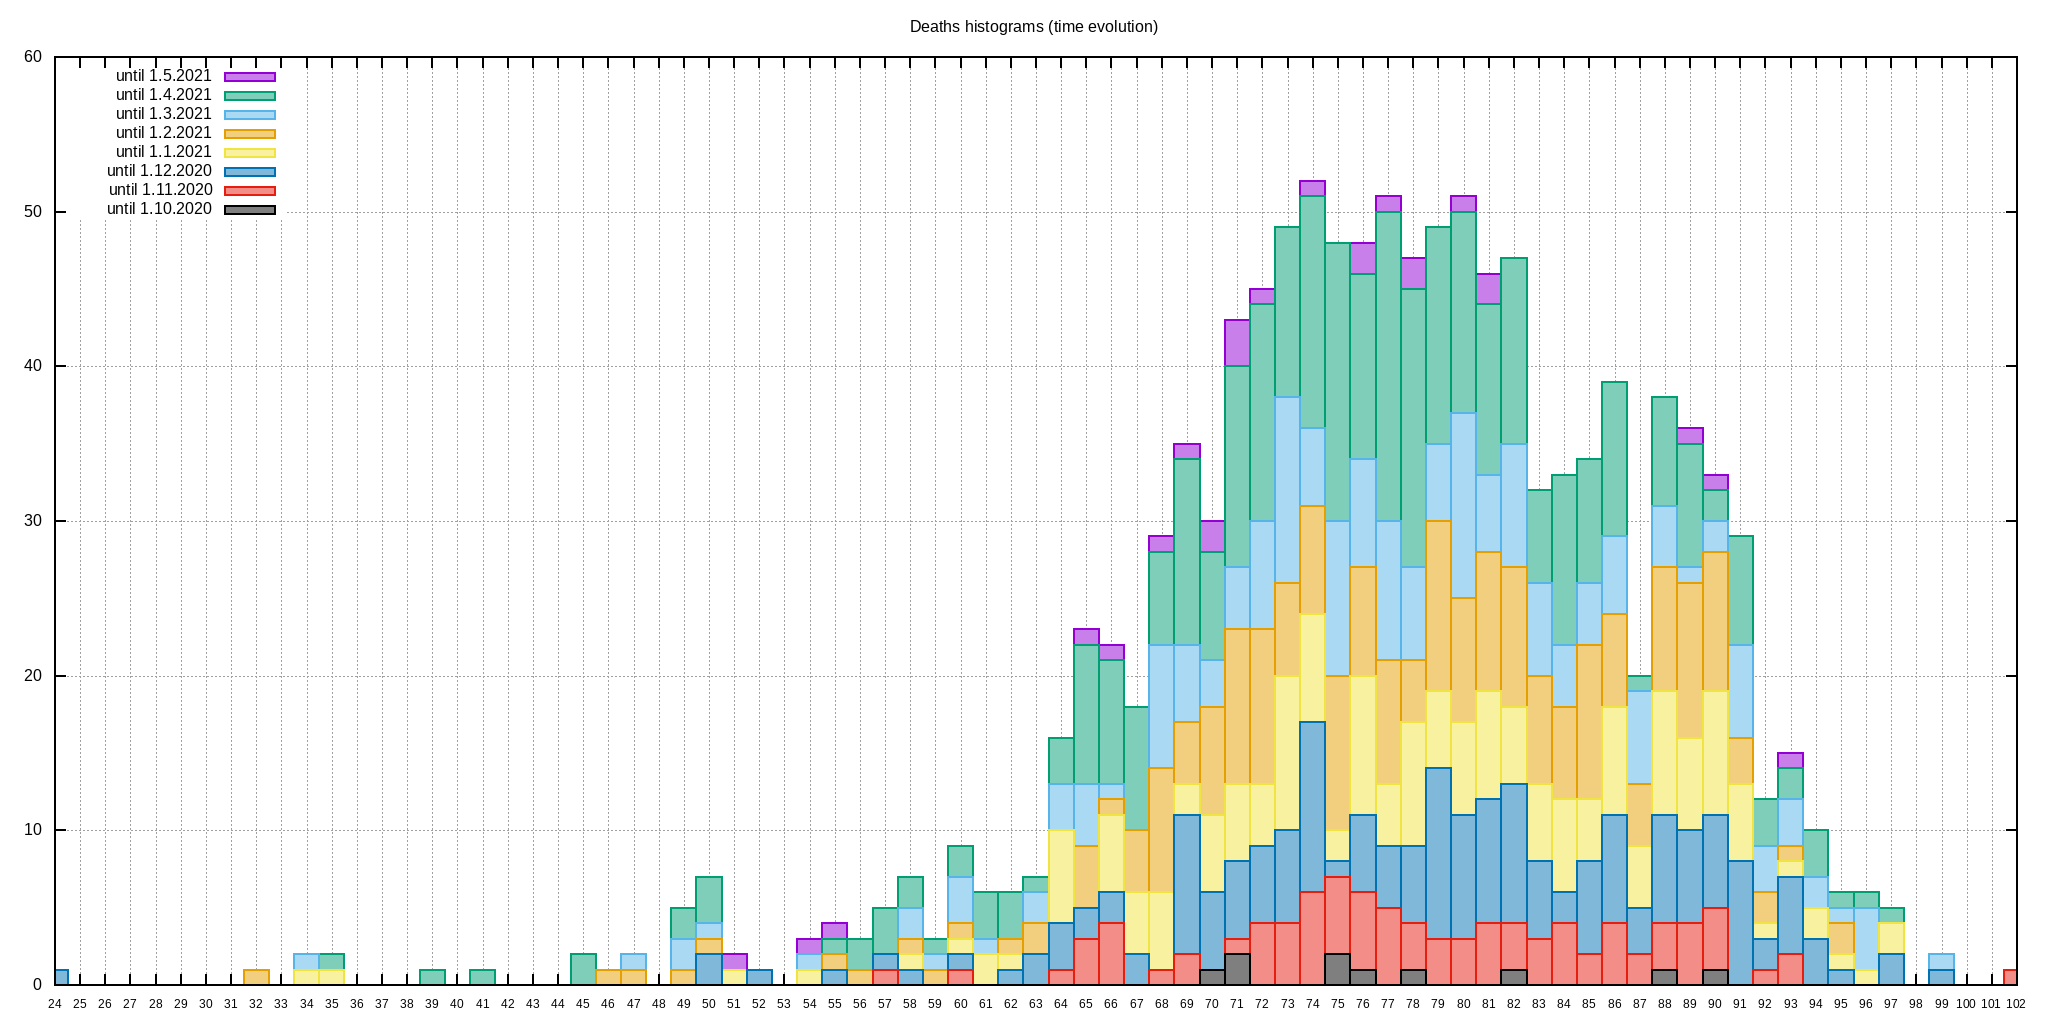 Deaths histograms (time evolution)
60
50
40
30
20
10
0
until 1.5.2021
until 1.4.2021
until 1.3.2021
until 1.2.2021
until 1.1.2021
until 1.12.2020
until 1.11.2020
until 1.10.2020
24 25 26 27 28 29 30 31 32 33 34 35 36 37 38 39 40 41 42 43 44 45 46 47 48 49 50 51 52 53 54 55 56 57 58 59 60 61 62 63 64 65 66 67 68 69 70 71 72 73 74 75 76 77 78 79 80 81 82 83 84 85 86 87 88 89 90 91 92 93 94 95 96 97 98 99 100 101 102